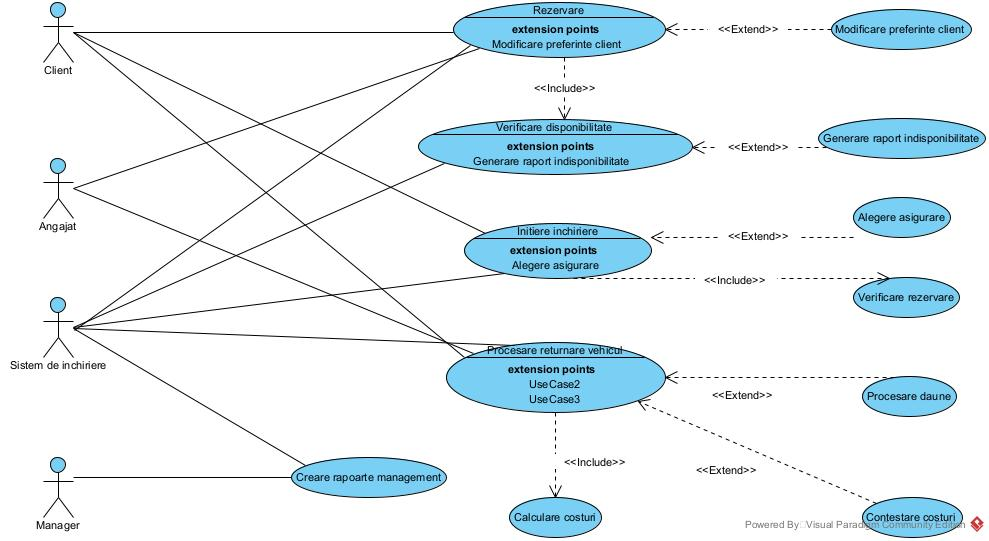 Rezervare
extension points
Modificare preferinte client
<<Extend>>
Modificare preferinte client
Client
<<Include>>
Verificare disponibilitate
extension points
Generare raport indisponibilitate
<<Extend>>
Generare raport indisponibilitate
Angajat
Initiere inchiriere
extension points
Alegere asigurare
<<Extend>>
Alegere asigurare
<<Include>>
Verificare rezervare
Sistem de inchiriere
Procesare returnare vehicul
extension points
UseCase2
UseCase3
<<Extend>>
Procesare daune
<<Include>>
<<Extend>>
Creare rapoarte management
Manager
Calculare costuri
Contestare costuri
Powered By Visual Paradigm Community Edition